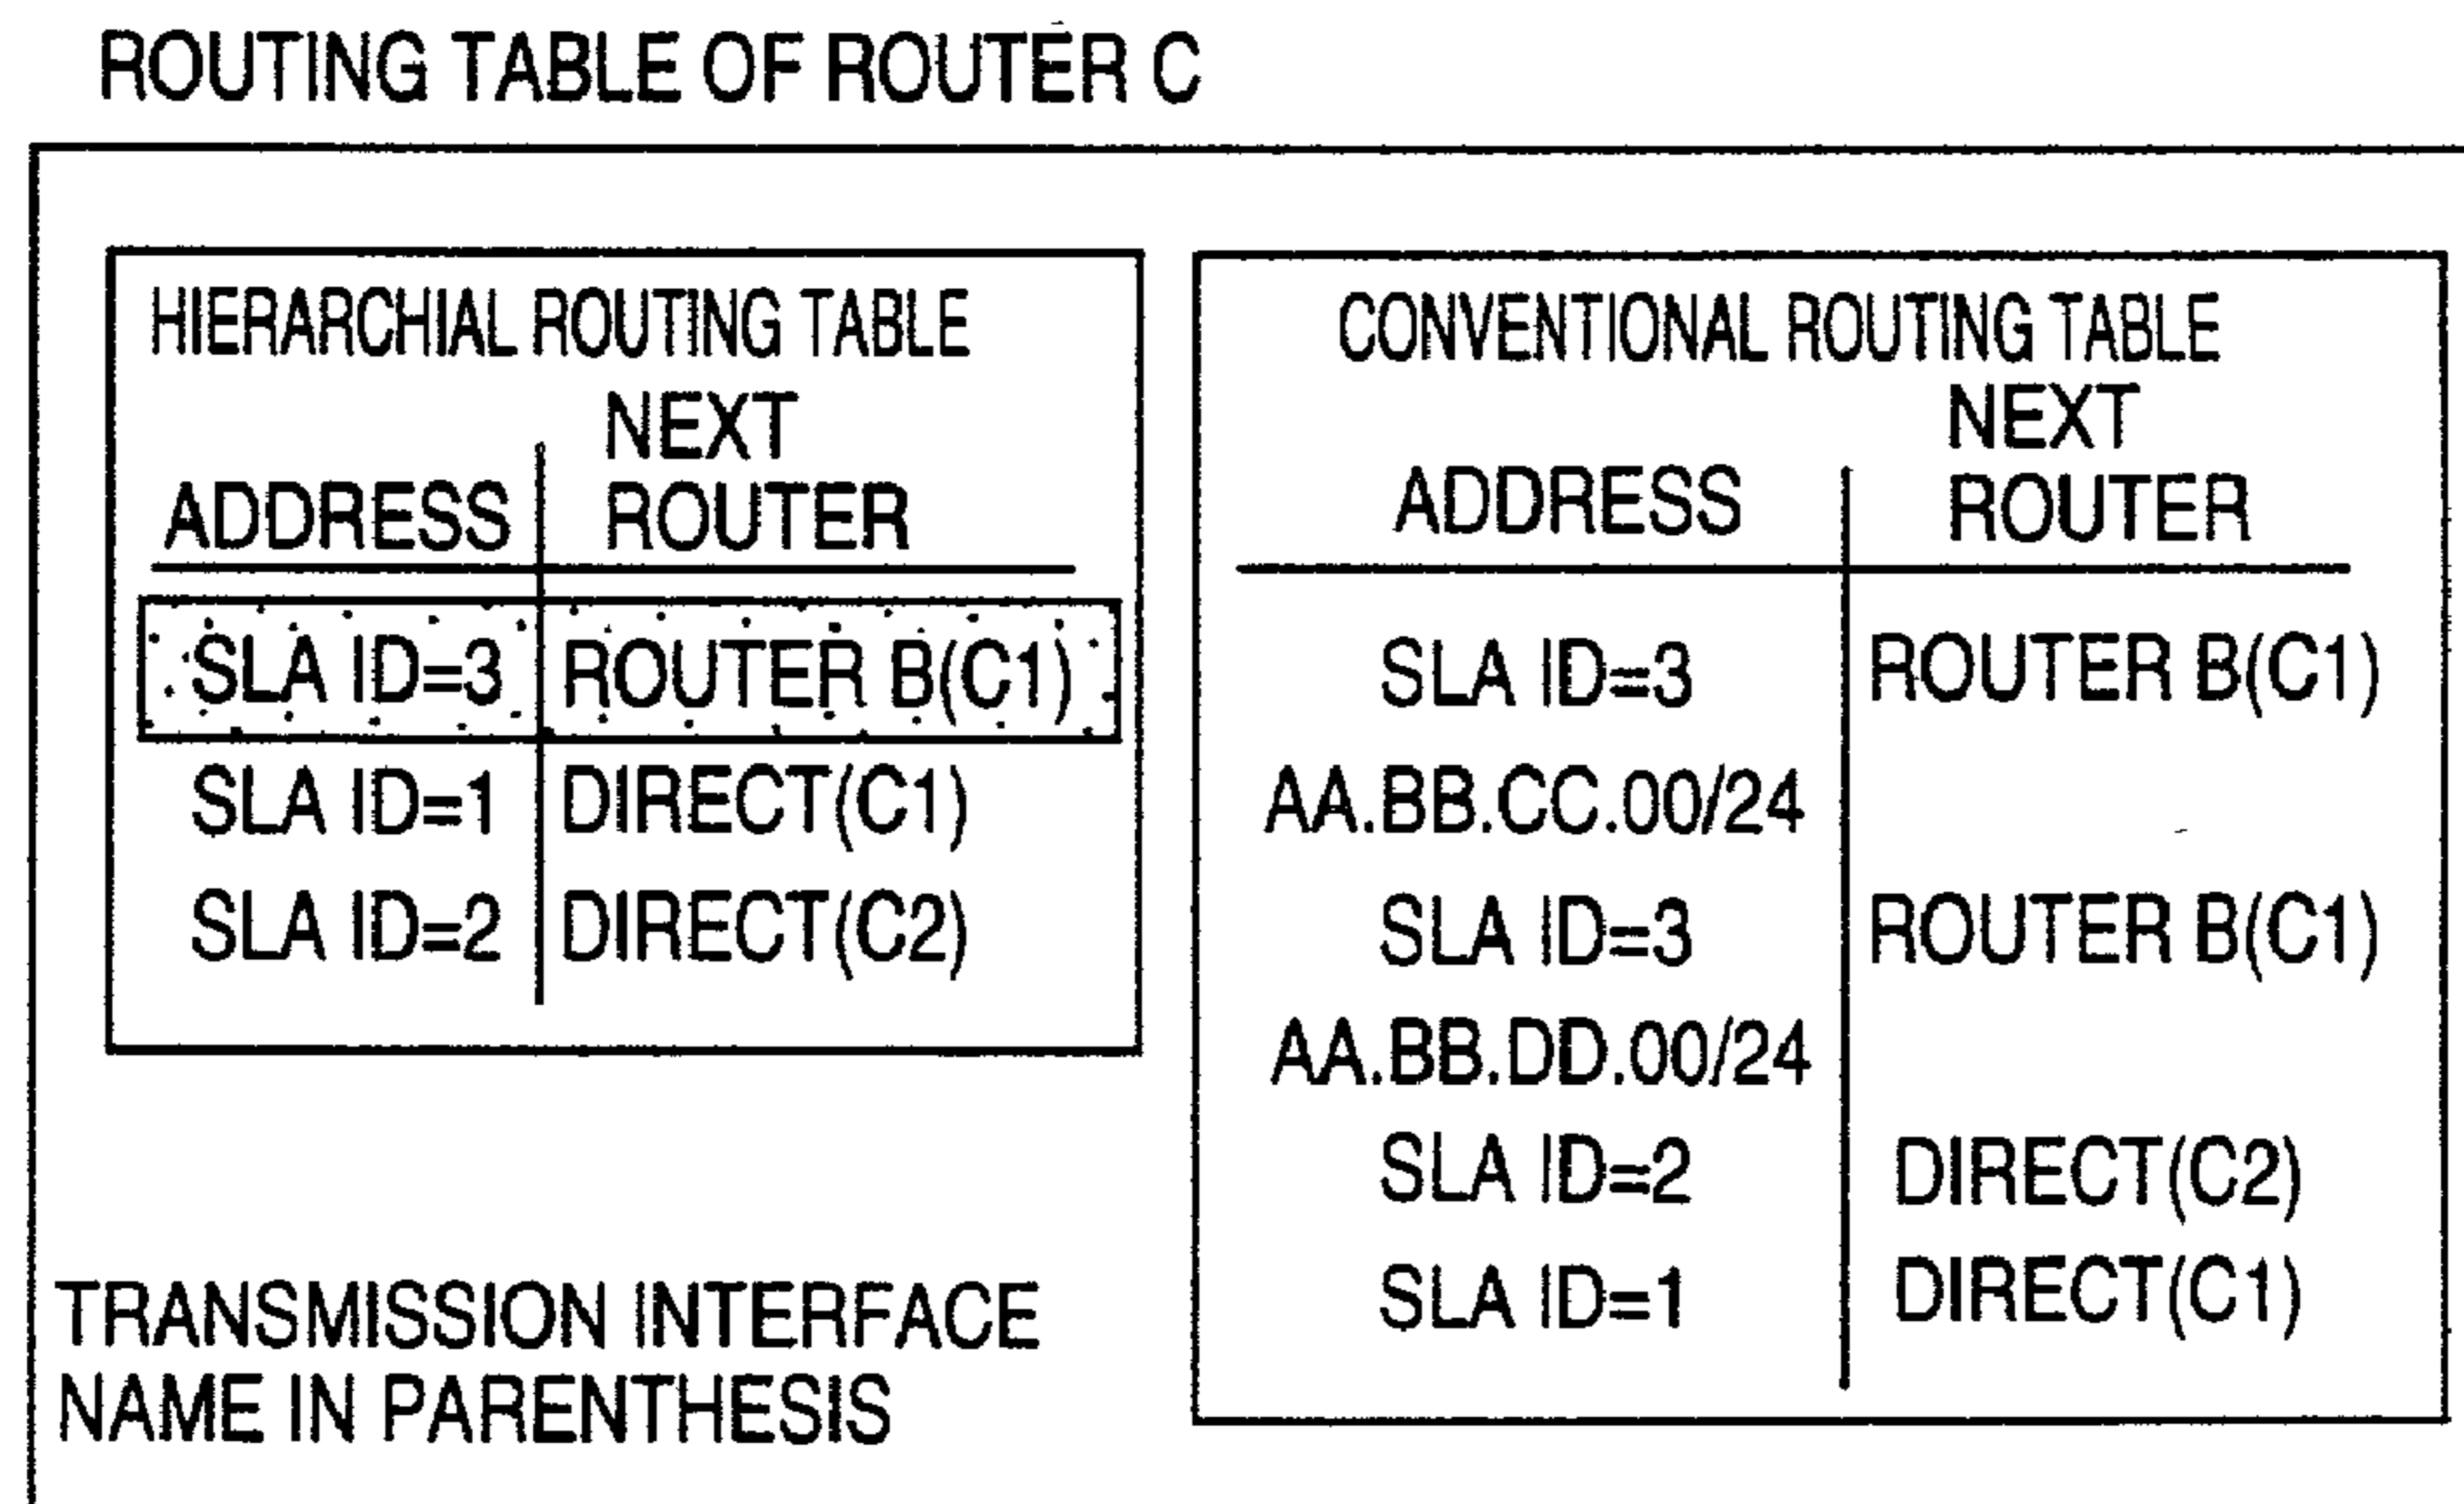 ROUTING TABLE OF ROUTER C
HIERARCHIAL ROUTING TABLE
NEXT
ADDRESS ROUTER
SLA ID=3 ROUTER B(C1)
SLA ID=1 DIRECT(C1)
SLA ID=2 DIRECT(C2)
TRANSMISSION INTERFACE
NAME IN PARENTHESIS
CONVENTIONAL ROUTING TABLE
NEXT
ADDRESS ROUTER
SLA ID=3 ROUTER B(C1)
AA.BB.CC.00/24
SLA ID=3 ROUTER B(C1)
AA.BB.DD.00/24
SLA ID=2 DIRECT(C2)
SLA ID=1 DIRECT(C1)